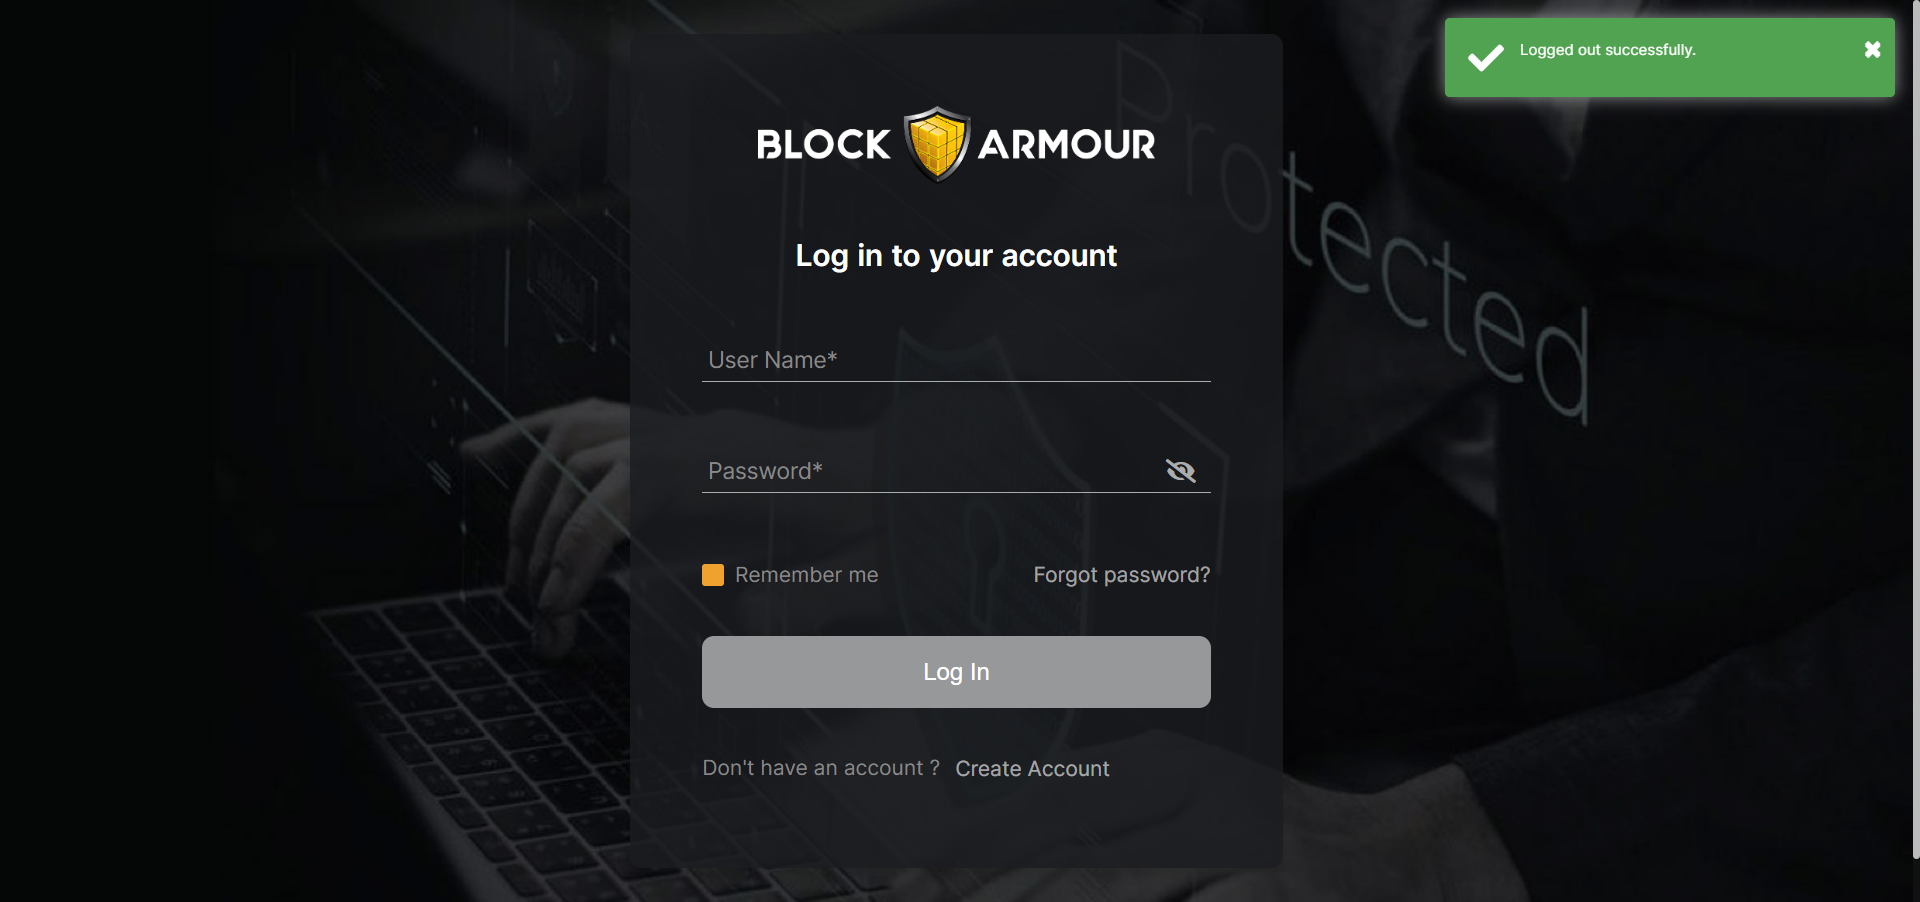 Logged out successfully.
BLOCK ARMOUR
Protected
Log in to your account
User Name*
Password*
Remember me
Forgot password?
Log In
Don't have an account ? Create Account